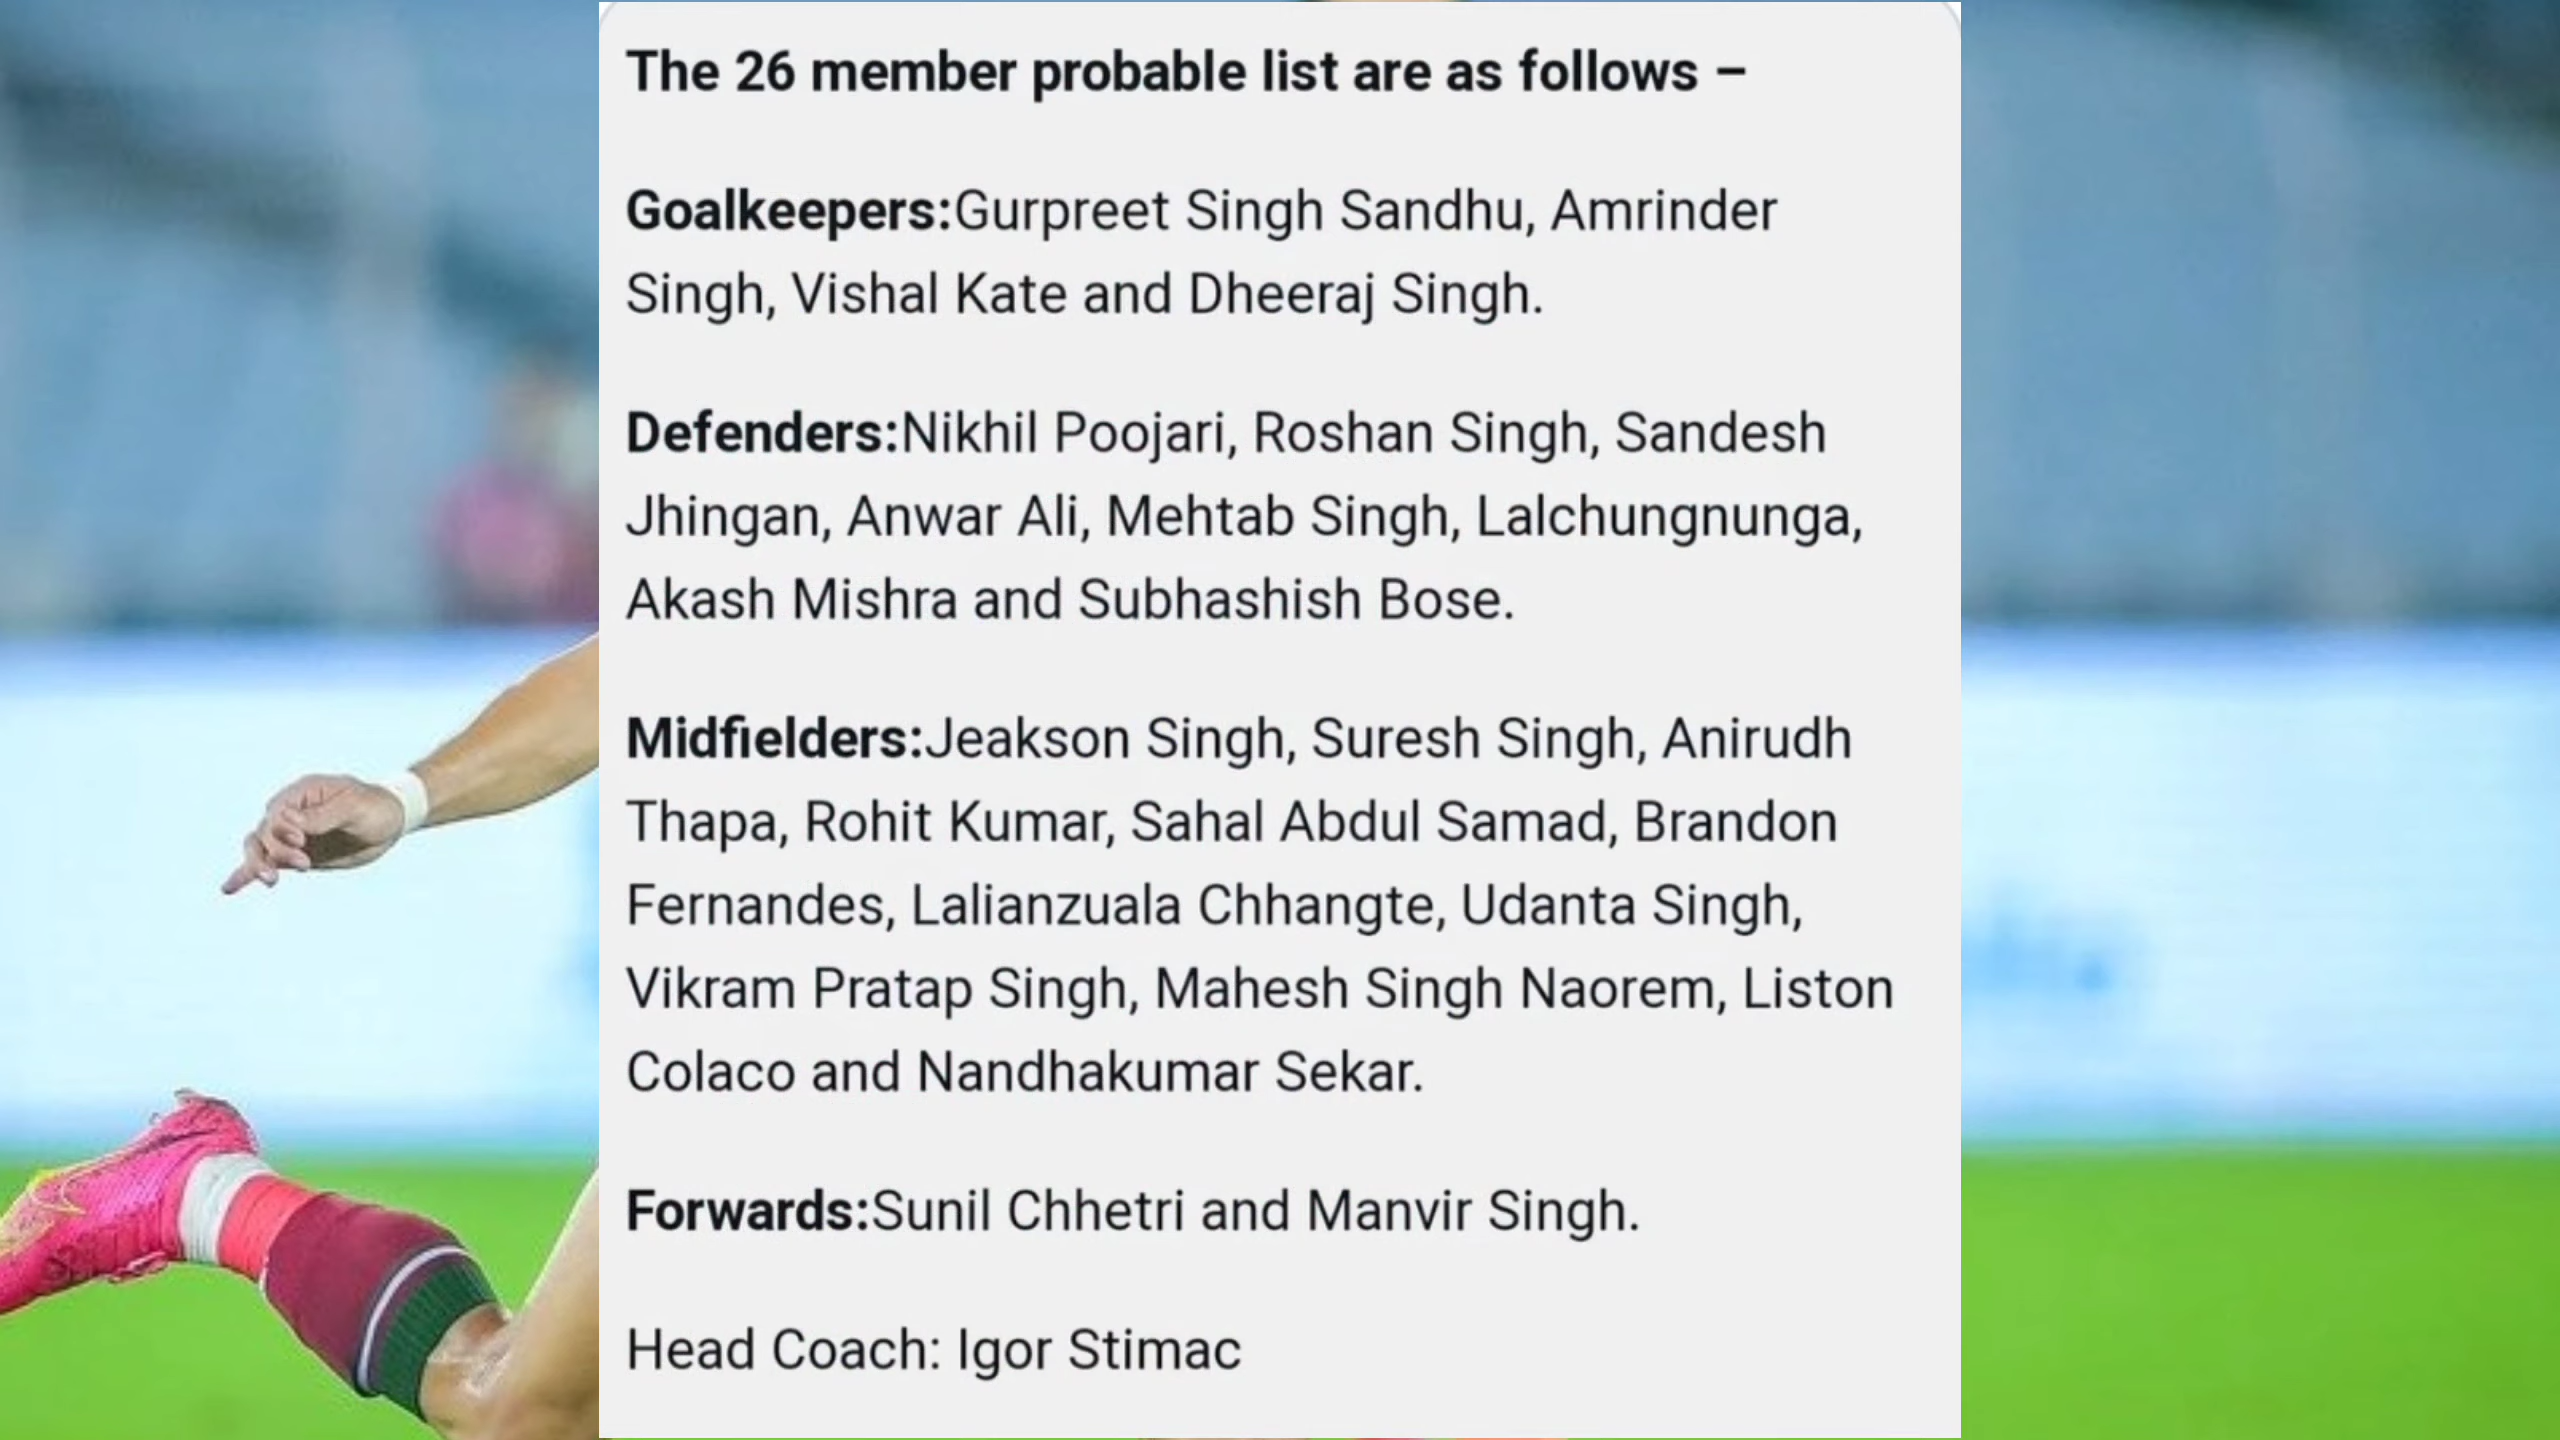 The 26 member probable list are as follows –
Goalkeepers:Gurpreet Singh Sandhu, Amrinder
Singh, Vishal Kate and Dheeraj Singh.
Defenders:Nikhil Poojari, Roshan Singh, Sandesh
Jhingan, Anwar Ali, Mehtab Singh, Lalchungnunga,
Akash Mishra and Subhashish Bose.
Midfielders:Jeakson Singh, Suresh Singh, Anirudh
Thapa, Rohit Kumar, Sahal Abdul Samad, Brandon
Fernandes, Lalianzuala Chhangte, Udanta Singh,
Vikram Pratap Singh, Mahesh Singh Naorem, Liston
Colaco and Nandhakumar Sekar.
Forwards:Sunil Chhetri and Manvir Singh.
Head Coach: Igor Stimac